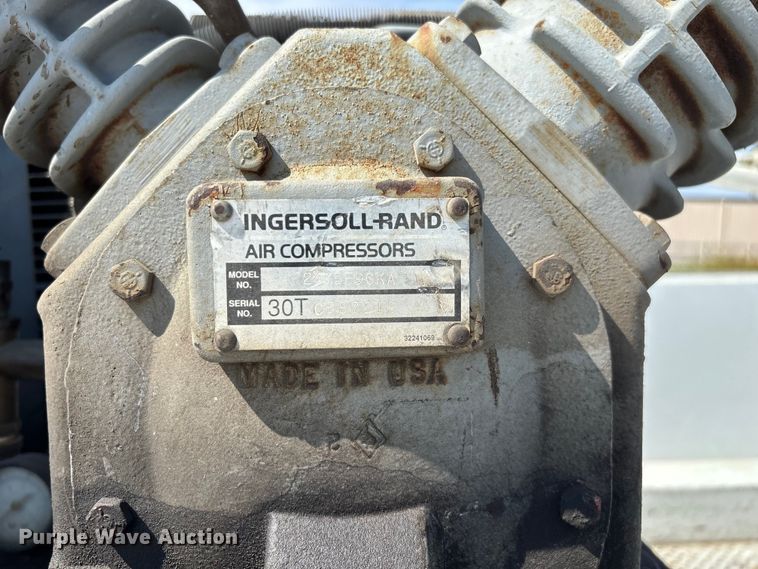 INGERSOLL-RAND®
AIR COMPRESSORS
MODEL NO.
SERIAL NO. 30T
32241069
MADE IN USA
Purple Wave Auction